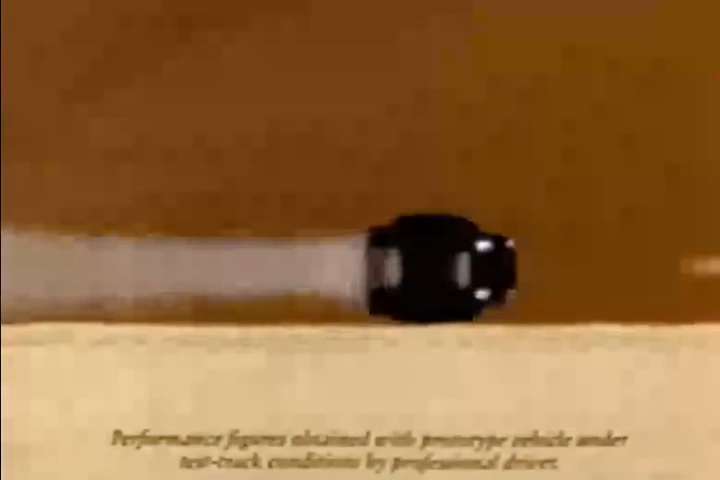 Performance figures obtained with prototype vehicle under
test-track conditions by professional driver.